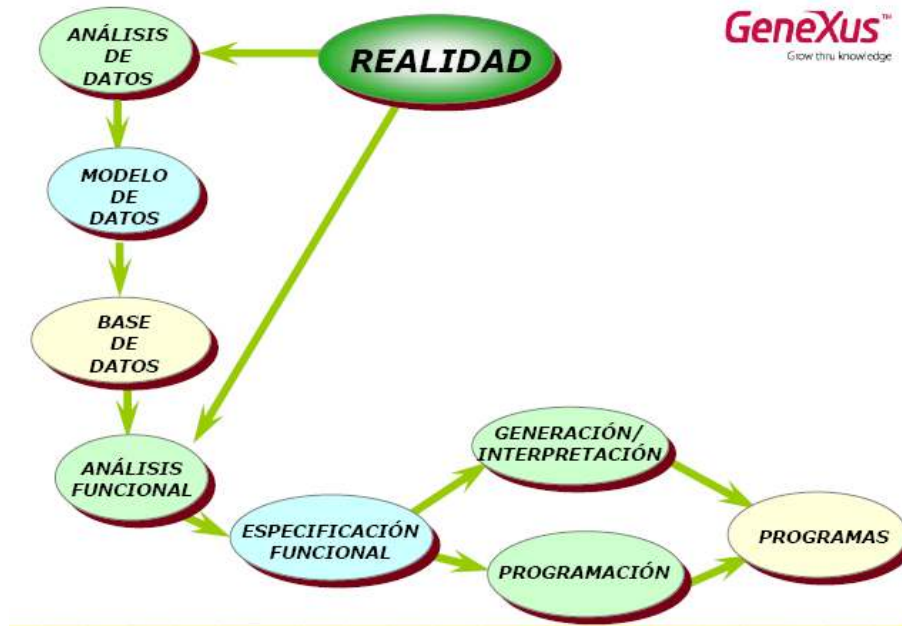 ANÁLISIS
DE
DATOS
REALIDAD
GeneXus™
Grow thru knowledge
MODELO
DE
DATOS
BASE
DE
DATOS
ANÁLISIS
FUNCIONAL
GENERACIÓN/
INTERPRETACIÓN
ESPECIFICACIÓN
FUNCIONAL
PROGRAMACIÓN
PROGRAMAS